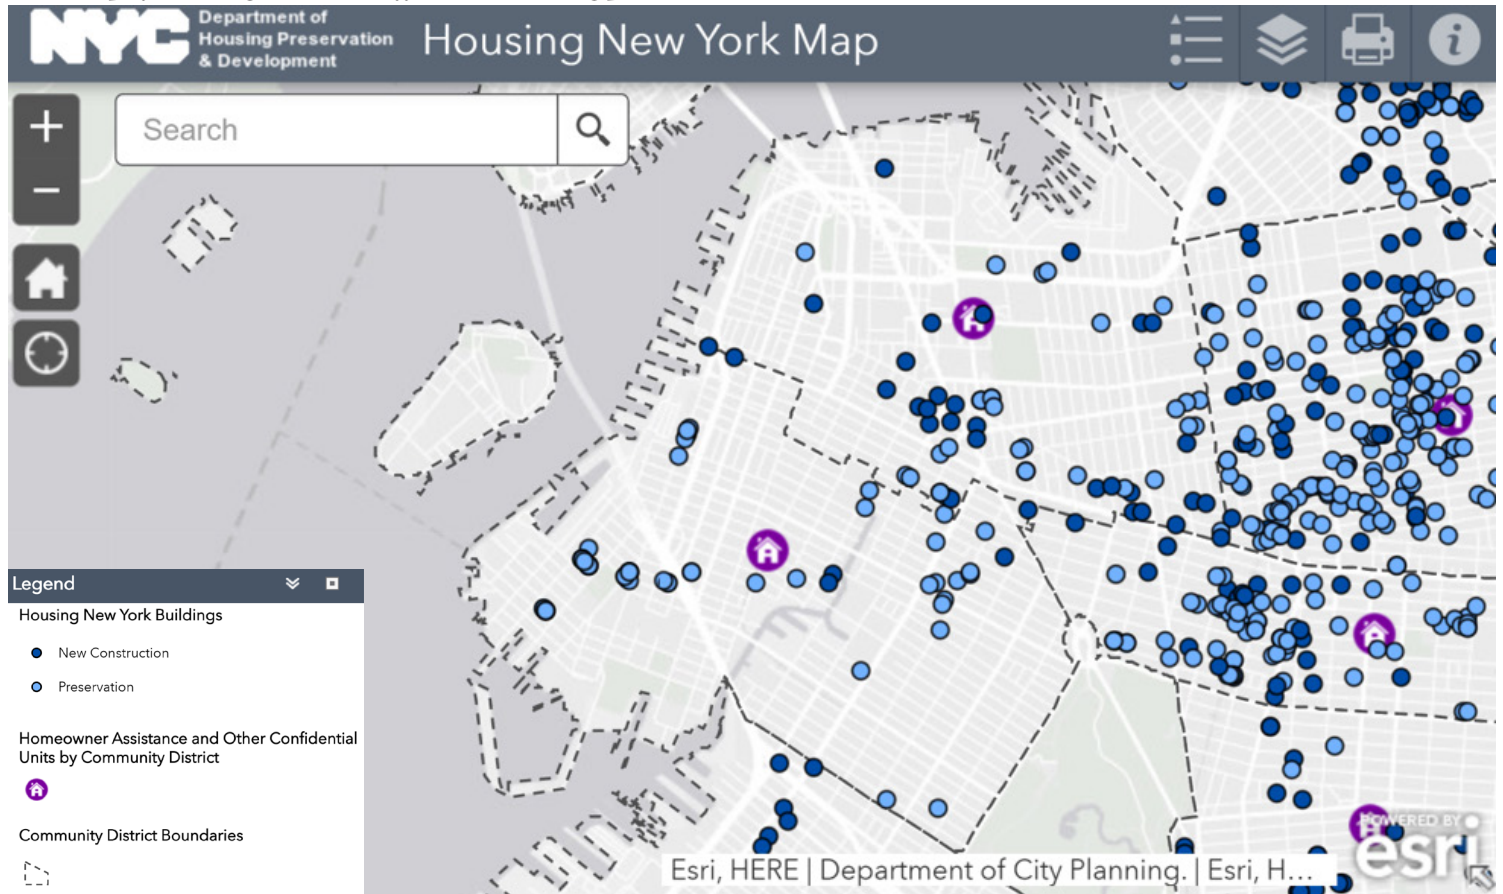 NYC
Department of
Housing Preservation
& Development
Housing New York Map
Search
Legend
Housing New York Buildings
New Construction
Preservation
Homeowner Assistance and Other Confidential
Units by Community District
Community District Boundaries
POWERED BY
esri
Esri, HERE | Department of City Planning. | Esri, H...